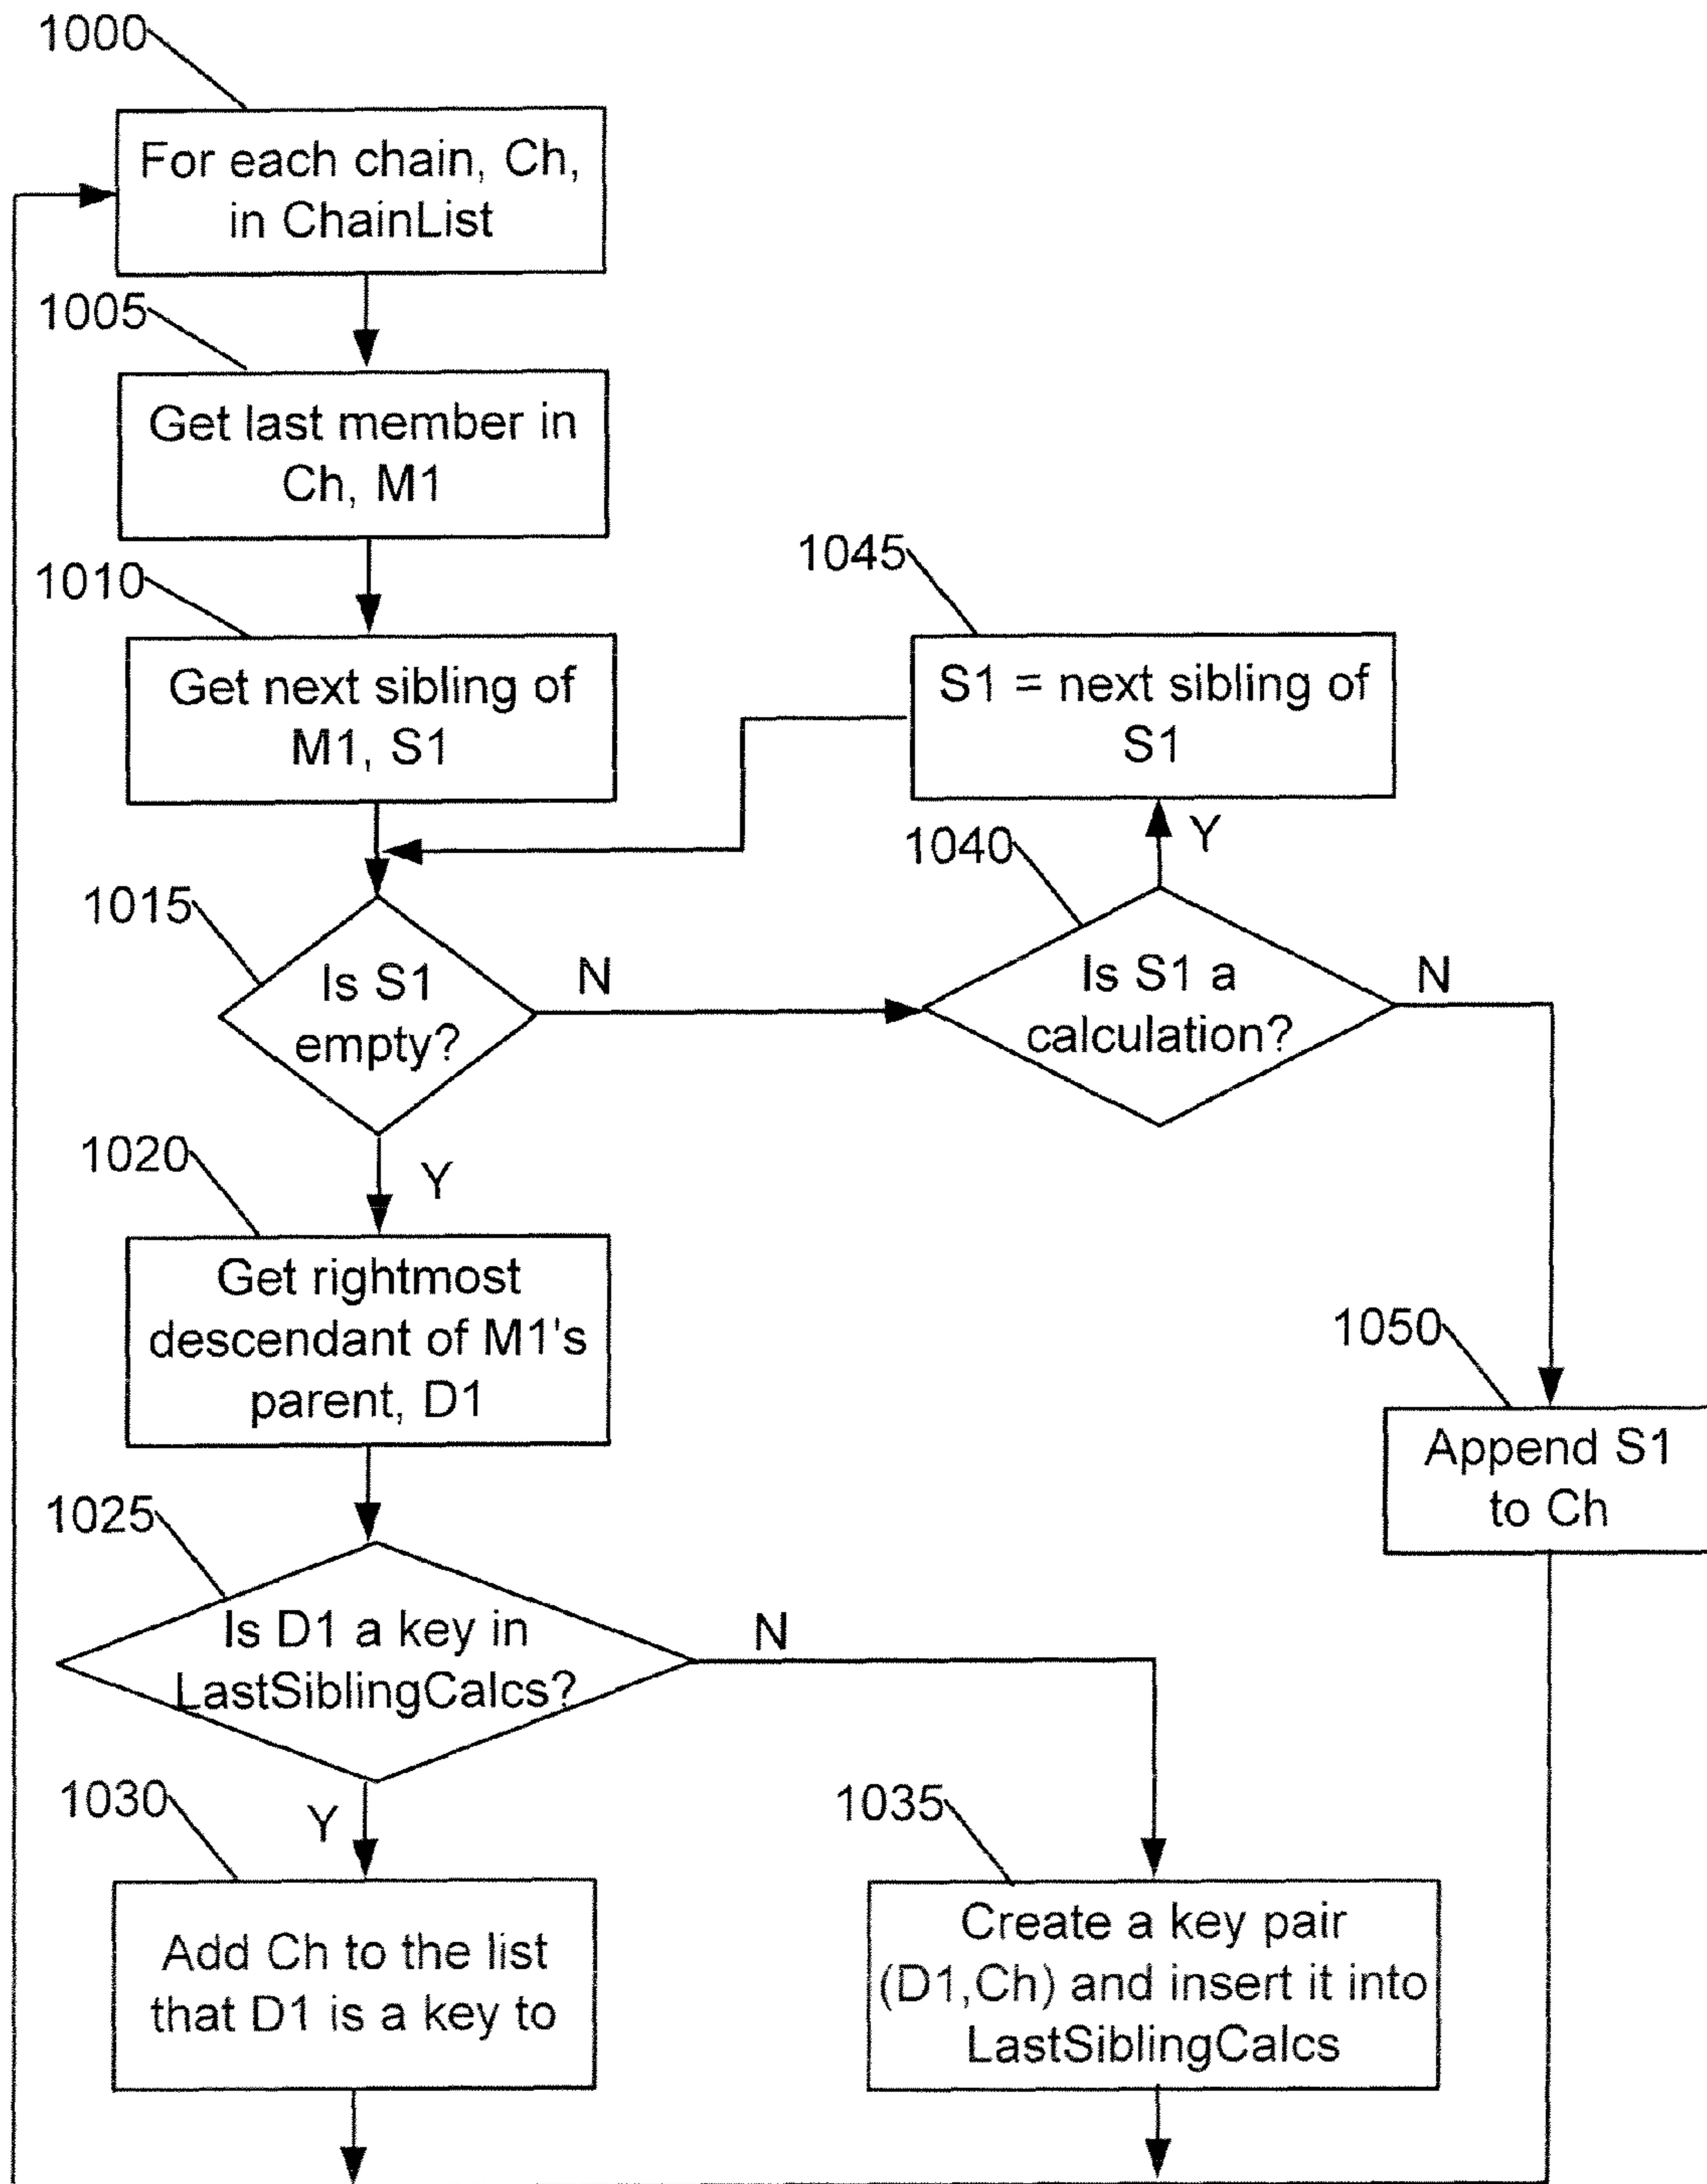 1000
For each chain, Ch,
in ChainList
1005
Get last member in
Ch, M1
1010
Get next sibling of
M1, S1
1045
S1 = next sibling of
S1
1015
Is S1
empty?
N
1040
Is S1 a
calculation?
Y
N
1020
Y
Get rightmost
descendant of M1's
parent, D1
1050
Append S1
to Ch
1025
Is D1 a key in
LastSiblingCalcs?
N
1030
Y
Add Ch to the list
that D1 is a key to
1035
Create a key pair
(D1,Ch) and insert it into
LastSiblingCalcs